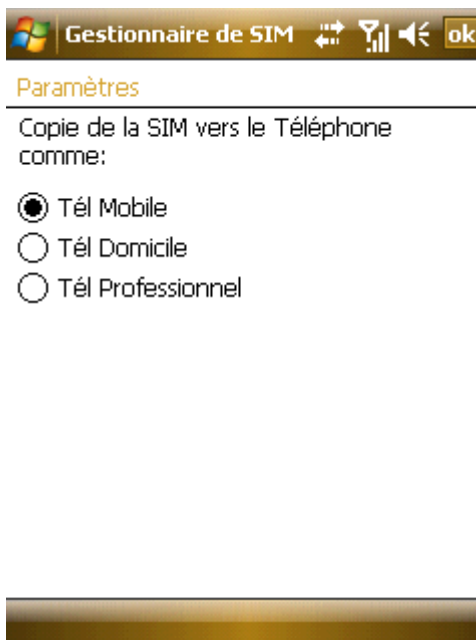 Gestionnaire de SIM ok
Paramètres
Copie de la SIM vers le Téléphone
comme:
Tél Mobile
Tél Domicile
Tél Professionnel